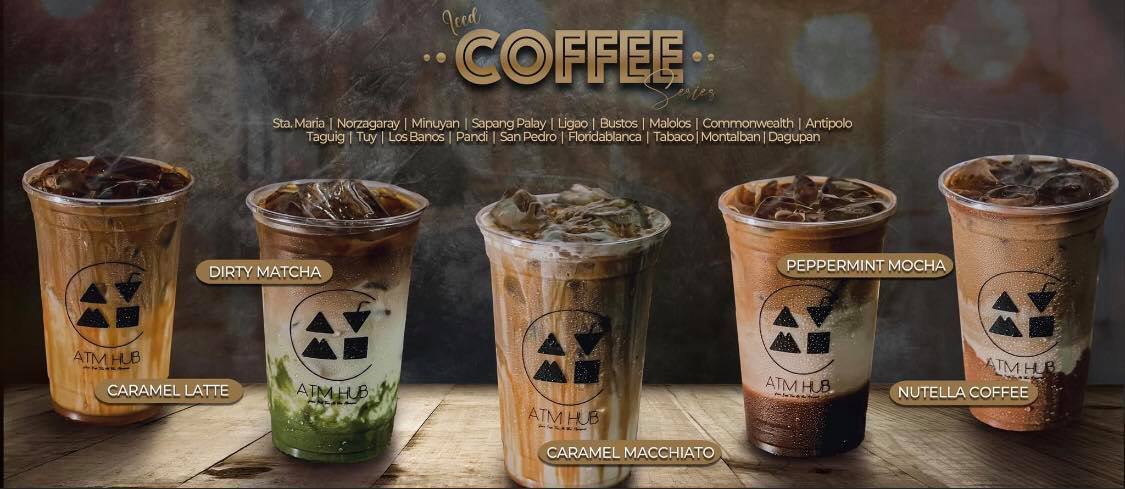 Iced
COFFEE
Series
Sta. Maria | Norzagaray | Minuyan | Sapang Palay | Ligao | Bustos | Malolos | Commonwealth | Antipolo
Taguig | Tuy | Los Banos | Pandi | San Pedro | Floridablanca | Tabaco | Montalban | Dagupan
DIRTY MATCHA
PEPPERMINT MOCHA
ATM HUB
ATM HUB
ATM HUB
ATM HUB
ATM HUB
CARAMEL LATTE
NUTELLA COFFEE
CARAMEL MACCHIATO